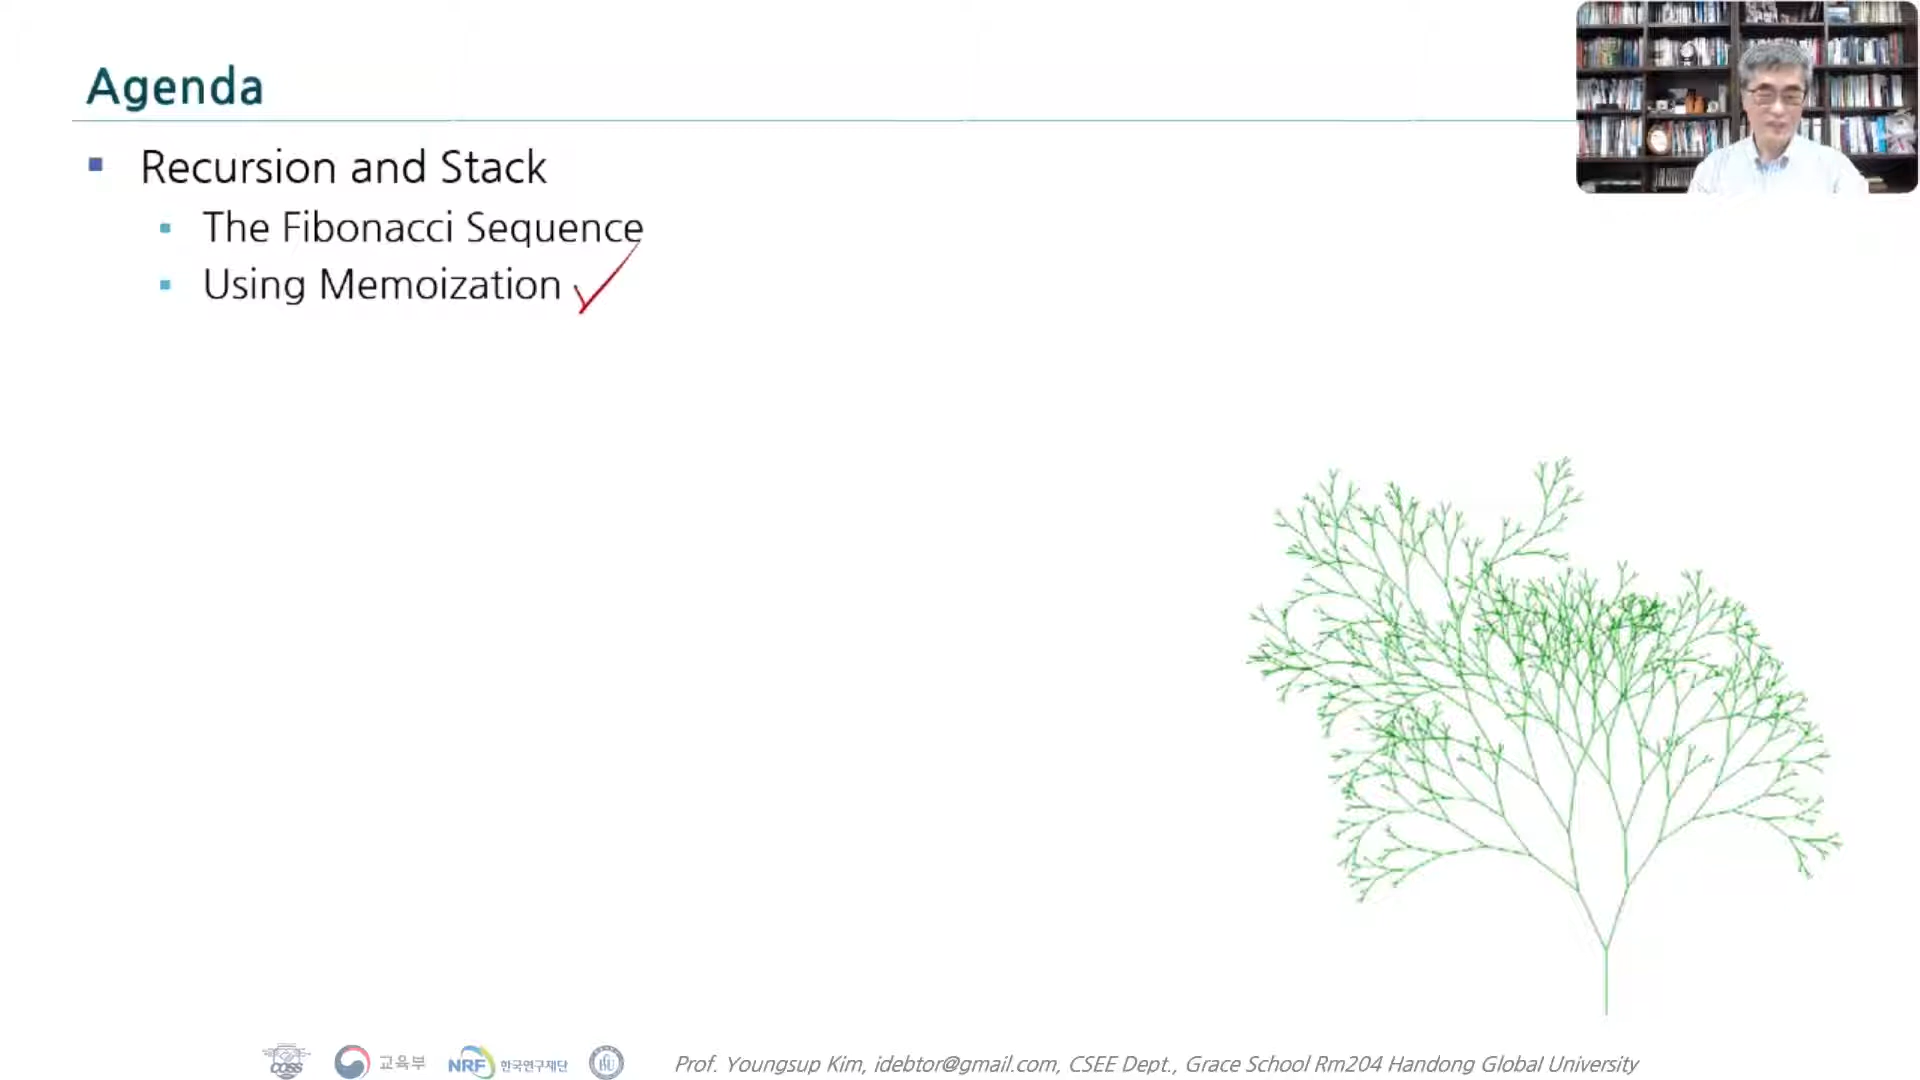 Agenda
Recursion and Stack
The Fibonacci Sequence
Using Memoization
COSS
교육부
NRF 한국연구재단
Prof. Youngsup Kim, idebtor@gmail.com, CSEE Dept., Grace School Rm204 Handong Global University